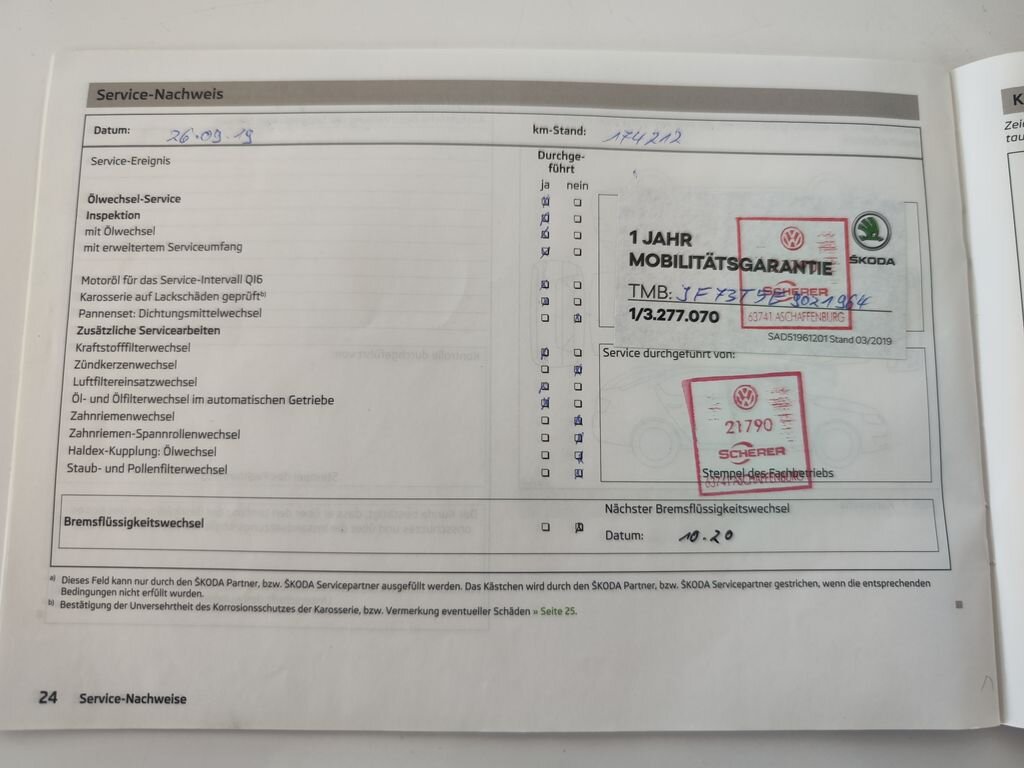 Service-Nachweis
Datum: 26.09.19 km-Stand: 174212
Service-Ereignis Durchge-
führt
ja nein
Ölwechsel-Service
Inspektion
mit Ölwechsel
mit erweitertem Serviceumfang
Motoröl für das Service-Intervall QI6
Karosserie auf Lackschäden geprüft b)
Pannenset: Dichtungsmittelwechsel
Zusätzliche Servicearbeiten
Kraftstofffilterwechsel
Zündkerzenwechsel
Luftfiltereinsatzwechsel
Öl- und Ölfilterwechsel im automatischen Getriebe
Zahnriemenwechsel
Zahnriemen-Spannrollenwechsel
Haldex-Kupplung: Ölwechsel
Staub- und Pollenfilterwechsel
1 JAHR
MOBILITÄTSGARANTIE
ŠKODA
TMB: JF73T9E9021964
1/3.277.070
SCHERER
63741 ASCHAFFENBURG
SAD51961201 Stand 03/2019
Service durchgeführt von:
21790
SCHERER
63741 ASCHAFFENBURG
Stempel des Fachbetriebs
Bremsflüssigkeitswechsel
Nächster Bremsflüssigkeitswechsel
Datum: 10.20
a) Dieses Feld kann nur durch den ŠKODA Partner, bzw. ŠKODA Servicepartner ausgefüllt werden. Das Kästchen wird durch den ŠKODA Partner, bzw. ŠKODA Servicepartner gestrichen, wenn die entsprechenden
Bedingungen nicht erfüllt wurden.
b) Bestätigung der Unversehrtheit des Korrosionsschutzes der Karosserie, bzw. Vermerkung eventueller Schäden » Seite 25.
24 Service-Nachweise